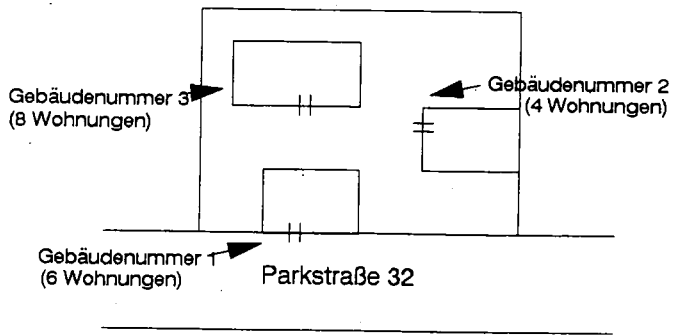 Gebäudenummer 3
(8 Wohnungen)
Gebäudenummer 2
(4 Wohnungen)
Gebäudenummer 1
(6 Wohnungen)
Parkstraße 32